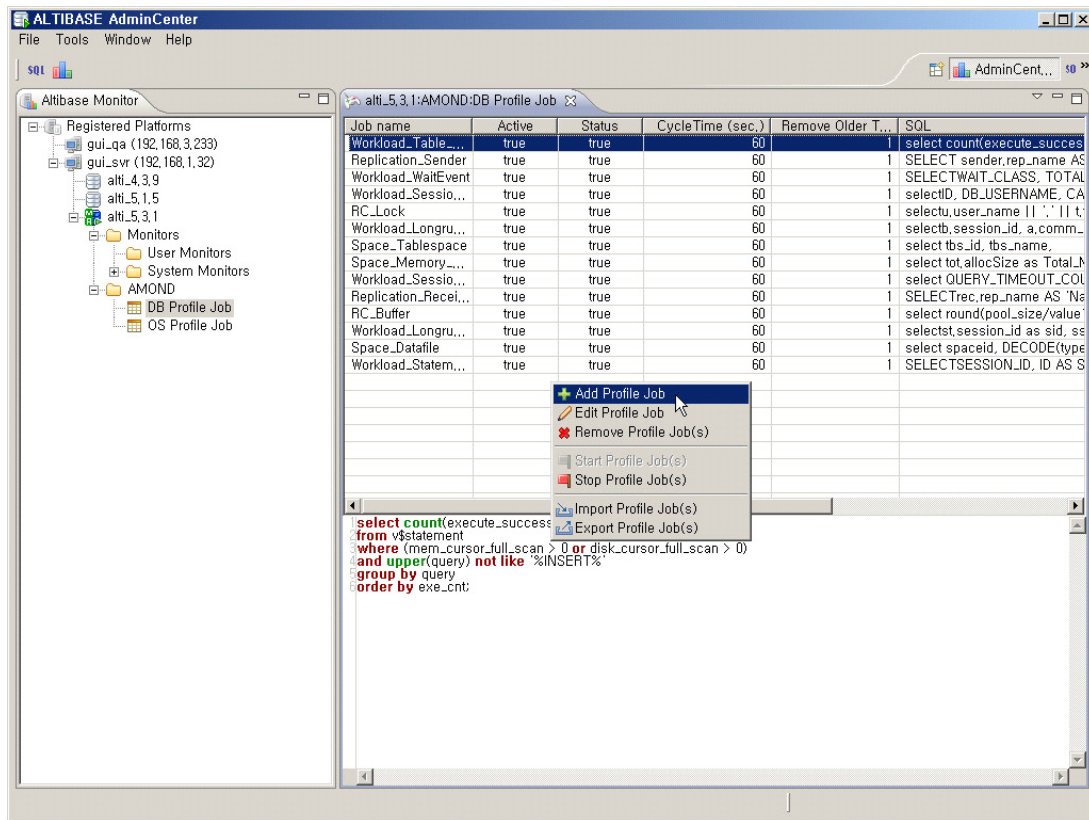 ALTIBASE AdminCenter
File Tools Window Help
SQL
AdminCent... SQ »
Altibase Monitor
Registered Platforms
gui_qa (192,168,3,233)
gui_svr (192,168,1,32)
alti_4,3,9
alti_5,1,5
alti_5,3,1
Monitors
User Monitors
System Monitors
AMOND
DB Profile Job
OS Profile Job
alti_5,3,1:AMOND:DB Profile Job
Job name Active Status CycleTime (sec,) Remove Older T... SQL
Workload_Table_... true true 60 1 select count(execute_succes
Replication_Sender true true 60 1 SELECT sender,rep_name AS
Workload_WaitEvent true true 60 1 SELECTWAIT_CLASS, TOTAL
Workload_Sessio... true true 60 1 selectID, DB_USERNAME, CA
RC_Lock true true 60 1 selectu,user_name || ',' || t,
Workload_Longru... true true 60 1 selectb,session_id, a,comm_
Space_Tablespace true true 60 1 select tbs_id, tbs_name,
Space_Memory_... true true 60 1 select tot,allocSize as Total_M
Workload_Sessio... true true 60 1 select QUERY_TIMEOUT_COU
Replication_Recei... true true 60 1 SELECTrec,rep_name AS 'Na
RC_Buffer true true 60 1 select round(pool_size/value
Workload_Longru... true true 60 1 selectst,session_id as sid, ss
Space_Datafile true true 60 1 select spaceid, DECODE(type
Workload_Statem... true true 60 1 SELECTSESSION_ID, ID AS S
Add Profile Job
Edit Profile Job
Remove Profile Job(s)
Start Profile Job(s)
Stop Profile Job(s)
Import Profile Job(s)
Export Profile Job(s)
1 select count(execute_success
2 from v$statement
3 where (mem_cursor_full_scan > 0 or disk_cursor_full_scan > 0)
4 and upper(query) not like '%INSERT%'
5 group by query
6 order by exe_cnt;